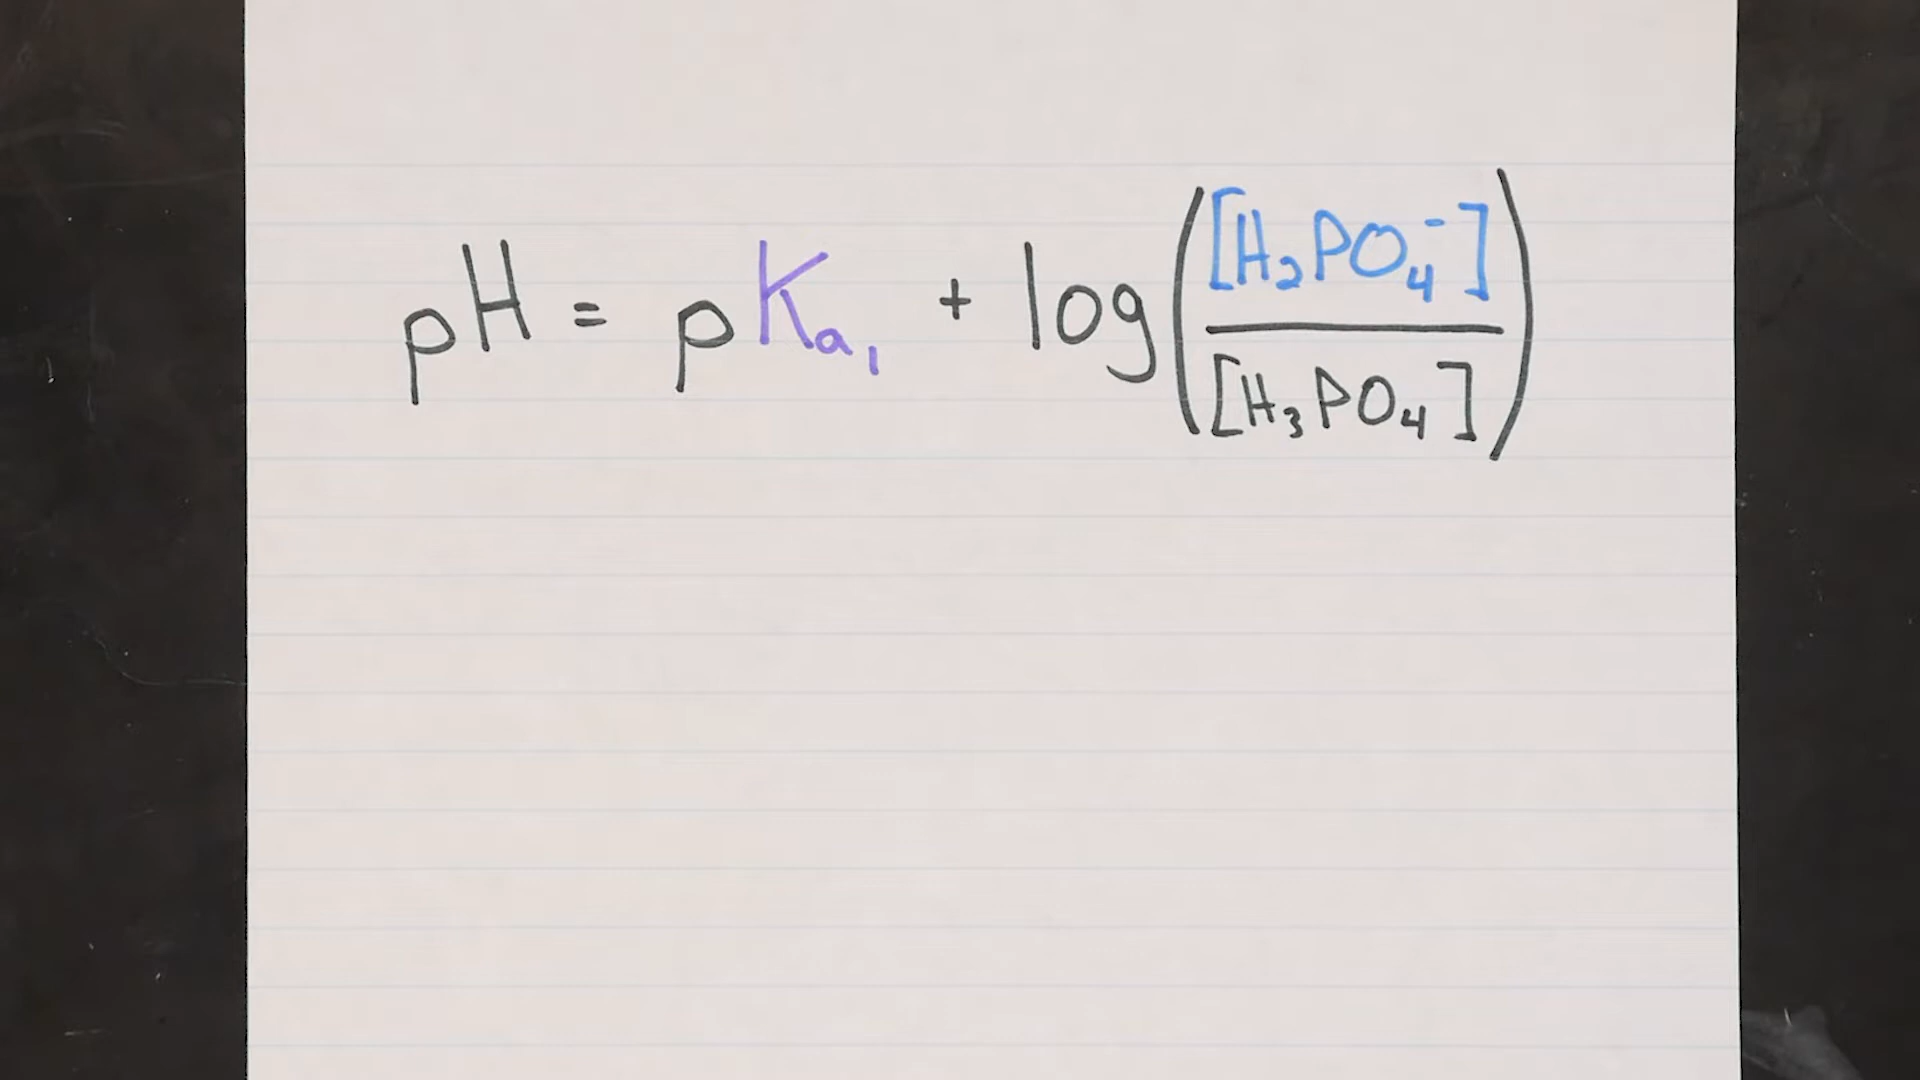 pH = pKa₁ + log([H₂PO₄⁻]/[H₃PO₄])